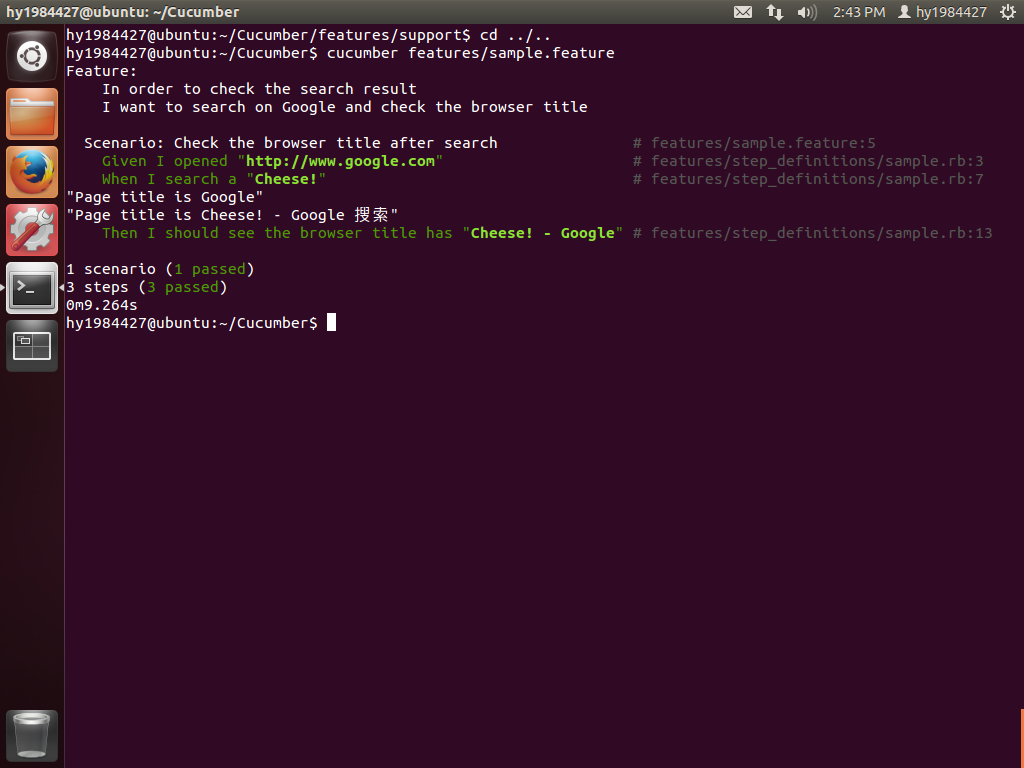 hy1984427@ubuntu: ~/Cucumber
2:43 PM hy1984427
hy1984427@ubuntu:~/Cucumber/features/support$ cd ../..
hy1984427@ubuntu:~/Cucumber$ cucumber features/sample.feature
Feature:
In order to check the search result
I want to search on Google and check the browser title
Scenario: Check the browser title after search # features/sample.feature:5
Given I opened "http://www.google.com" # features/step_definitions/sample.rb:3
When I search a "Cheese!" # features/step_definitions/sample.rb:7
"Page title is Google"
"Page title is Cheese! - Google 搜索"
Then I should see the browser title has "Cheese! - Google" # features/step_definitions/sample.rb:13
1 scenario (1 passed)
3 steps (3 passed)
0m9.264s
hy1984427@ubuntu:~/Cucumber$
>_